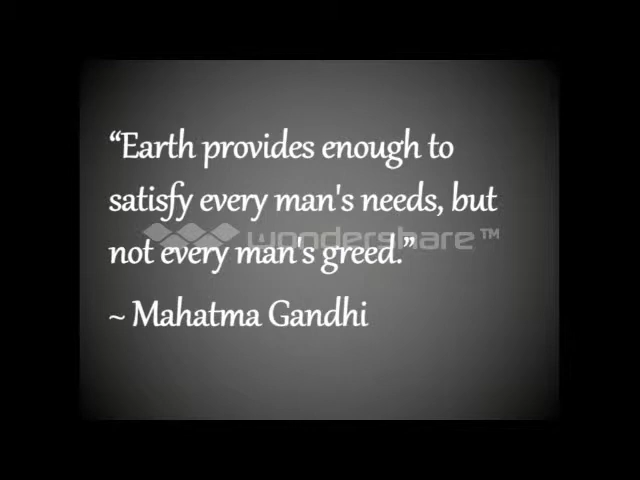 “Earth provides enough to
satisfy every man's needs, but
wondershare™
not every man's greed.”
~ Mahatma Gandhi